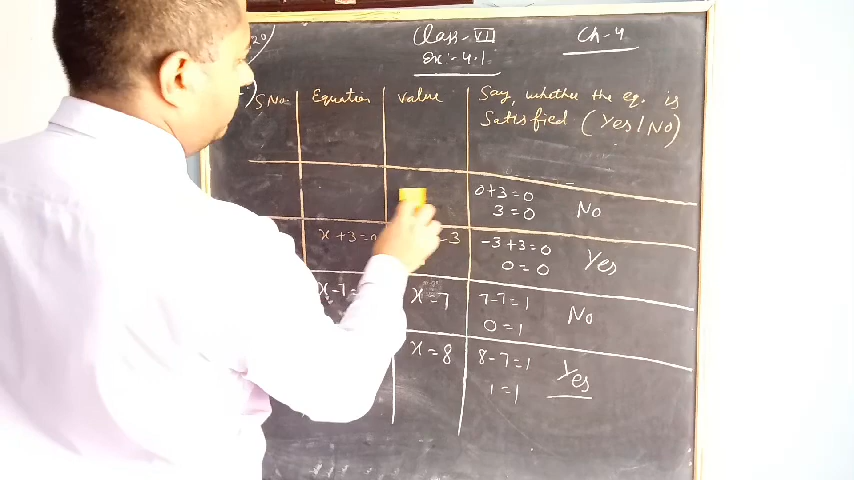 Class - VI
Ex:- 4.1
Ch-4
S.No. Equation Value Say, whether the eq. is
Satisfied (Yes/No)
0+3=0
3=0 No
x+3= -3 -3+3=0
0=0 Yes
x-7= x=7 7-7=1
0=1 No
x=8 8-7=1
1=1 Yes